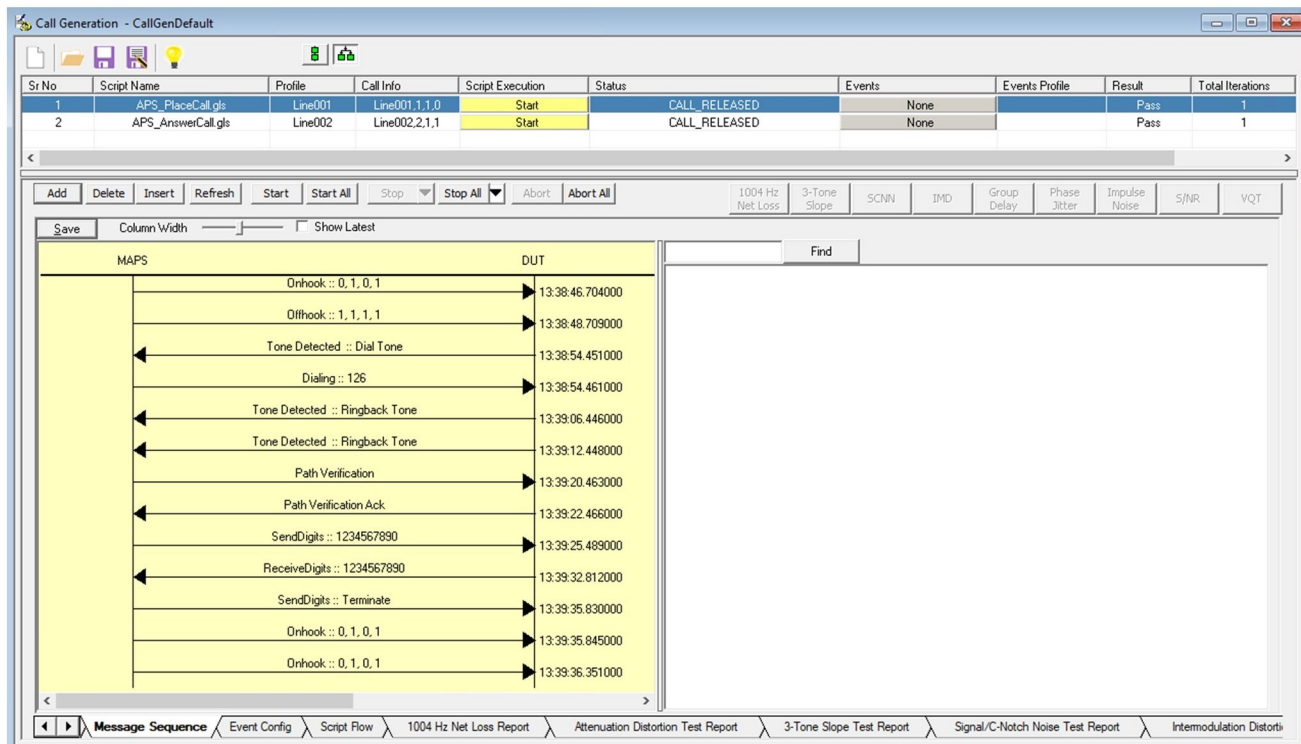 Call Generation - CallGenDefault
Sr No Script Name Profile Call Info Script Execution Status Events Events Profile Result Total Iterations
1 APS_PlaceCall.gls Line001 Line001,1,1,0 Start CALL_RELEASED None Pass 1
2 APS_AnswerCall.gls Line002 Line002,2,1,1 Start CALL_RELEASED None Pass 1
Add Delete Insert Refresh Start Start All Stop Stop All Abort Abort All 1004 Hz Net Loss 3-Tone Slope SCNN IMD Group Delay Phase Jitter Impulse Noise S/NR VQT
Save Column Width Show Latest
Find
MAPS DUT
Onhook :: 0, 1, 0, 1 13:38:46.704000
Offhook :: 1, 1, 1, 1 13:38:48.709000
Tone Detected :: Dial Tone 13:38:54.451000
Dialing :: 126 13:38:54.461000
Tone Detected :: Ringback Tone 13:39:06.446000
Tone Detected :: Ringback Tone 13:39:12.448000
Path Verification 13:39:20.463000
Path Verification Ack 13:39:22.466000
SendDigits :: 1234567890 13:39:25.489000
ReceiveDigits :: 1234567890 13:39:32.812000
SendDigits :: Terminate 13:39:35.830000
Onhook :: 0, 1, 0, 1 13:39:35.845000
Onhook :: 0, 1, 0, 1 13:39:36.351000
Message Sequence Event Config Script Flow 1004 Hz Net Loss Report Attenuation Distortion Test Report 3-Tone Slope Test Report Signal/C-Notch Noise Test Report Intermodulation Distorti